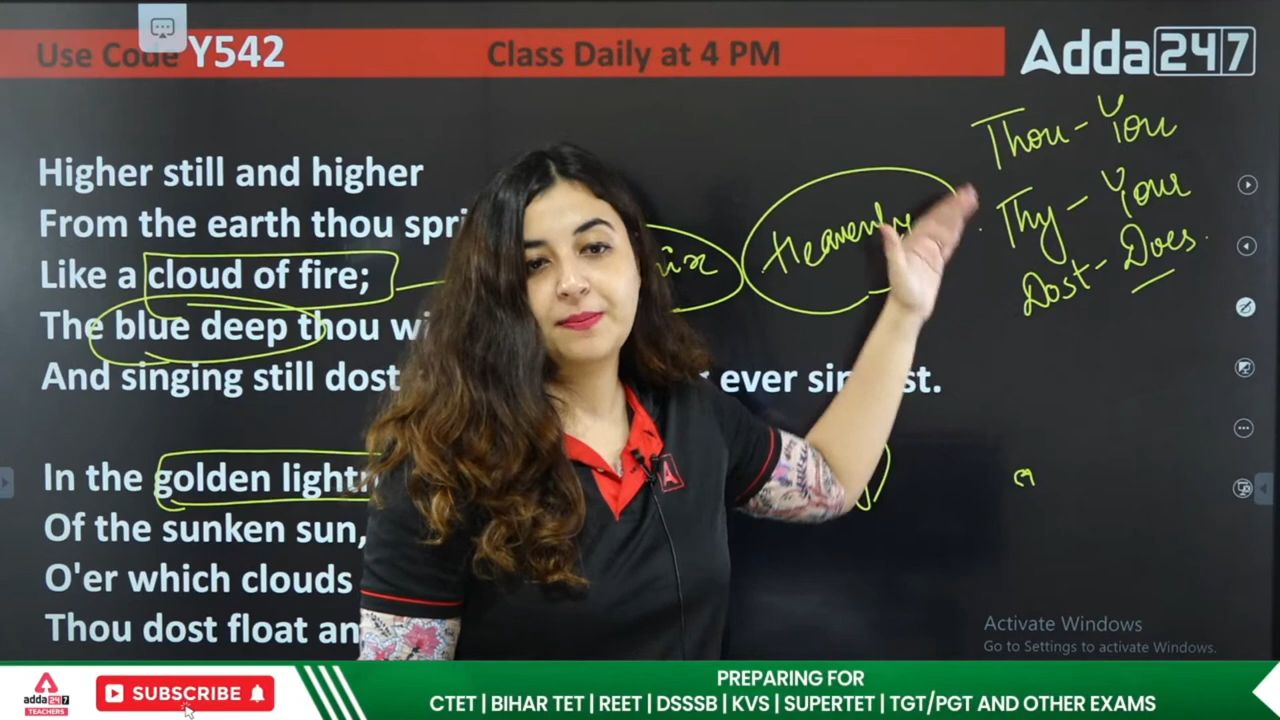 Use Code Y542
Class Daily at 4 PM
Adda247
Higher still and higher
From the earth thou spri
Like a cloud of fire;
The blue deep thou wi
And singing still dost ever sin st.
In the golden lightn
Of the sunken sun,
O'er which clouds
Thou dost float an
Heavenly
Thou - You
Thy - Your
Dost - Does.
A
Activate Windows
Go to Settings to activate Windows.
adda247
TEACHERS
SUBSCRIBE
PREPARING FOR
CTET | BIHAR TET | REET | DSSSB | KVS | SUPERTET | TGT/PGT AND OTHER EXAMS